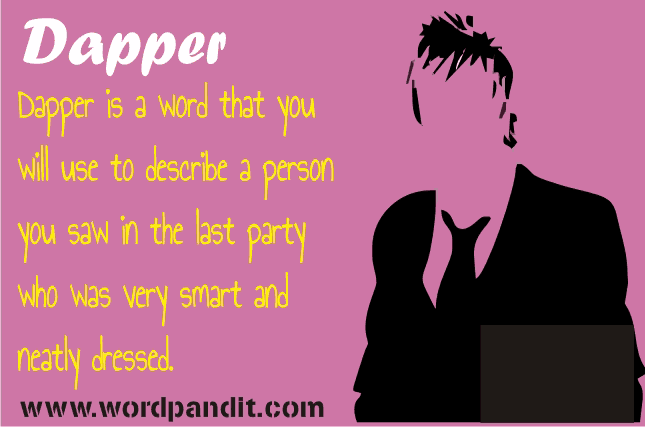 Dapper
Dapper is a word that you
will use to describe a person
you saw in the last party
who was very smart and
neatly dressed.
www.wordpandit.com